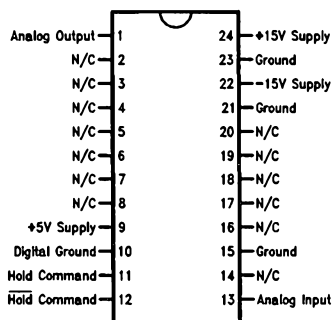 Analog Output 1 24 +15V Supply
N/C 2 23 Ground
N/C 3 22 -15V Supply
N/C 4 21 Ground
N/C 5 20 N/C
N/C 6 19 N/C
N/C 7 18 N/C
N/C 8 17 N/C
+5V Supply 9 16 N/C
Digital Ground 10 15 Ground
Hold Command 11 14 N/C
H̅o̅l̅d̅ Command 12 13 Analog Input